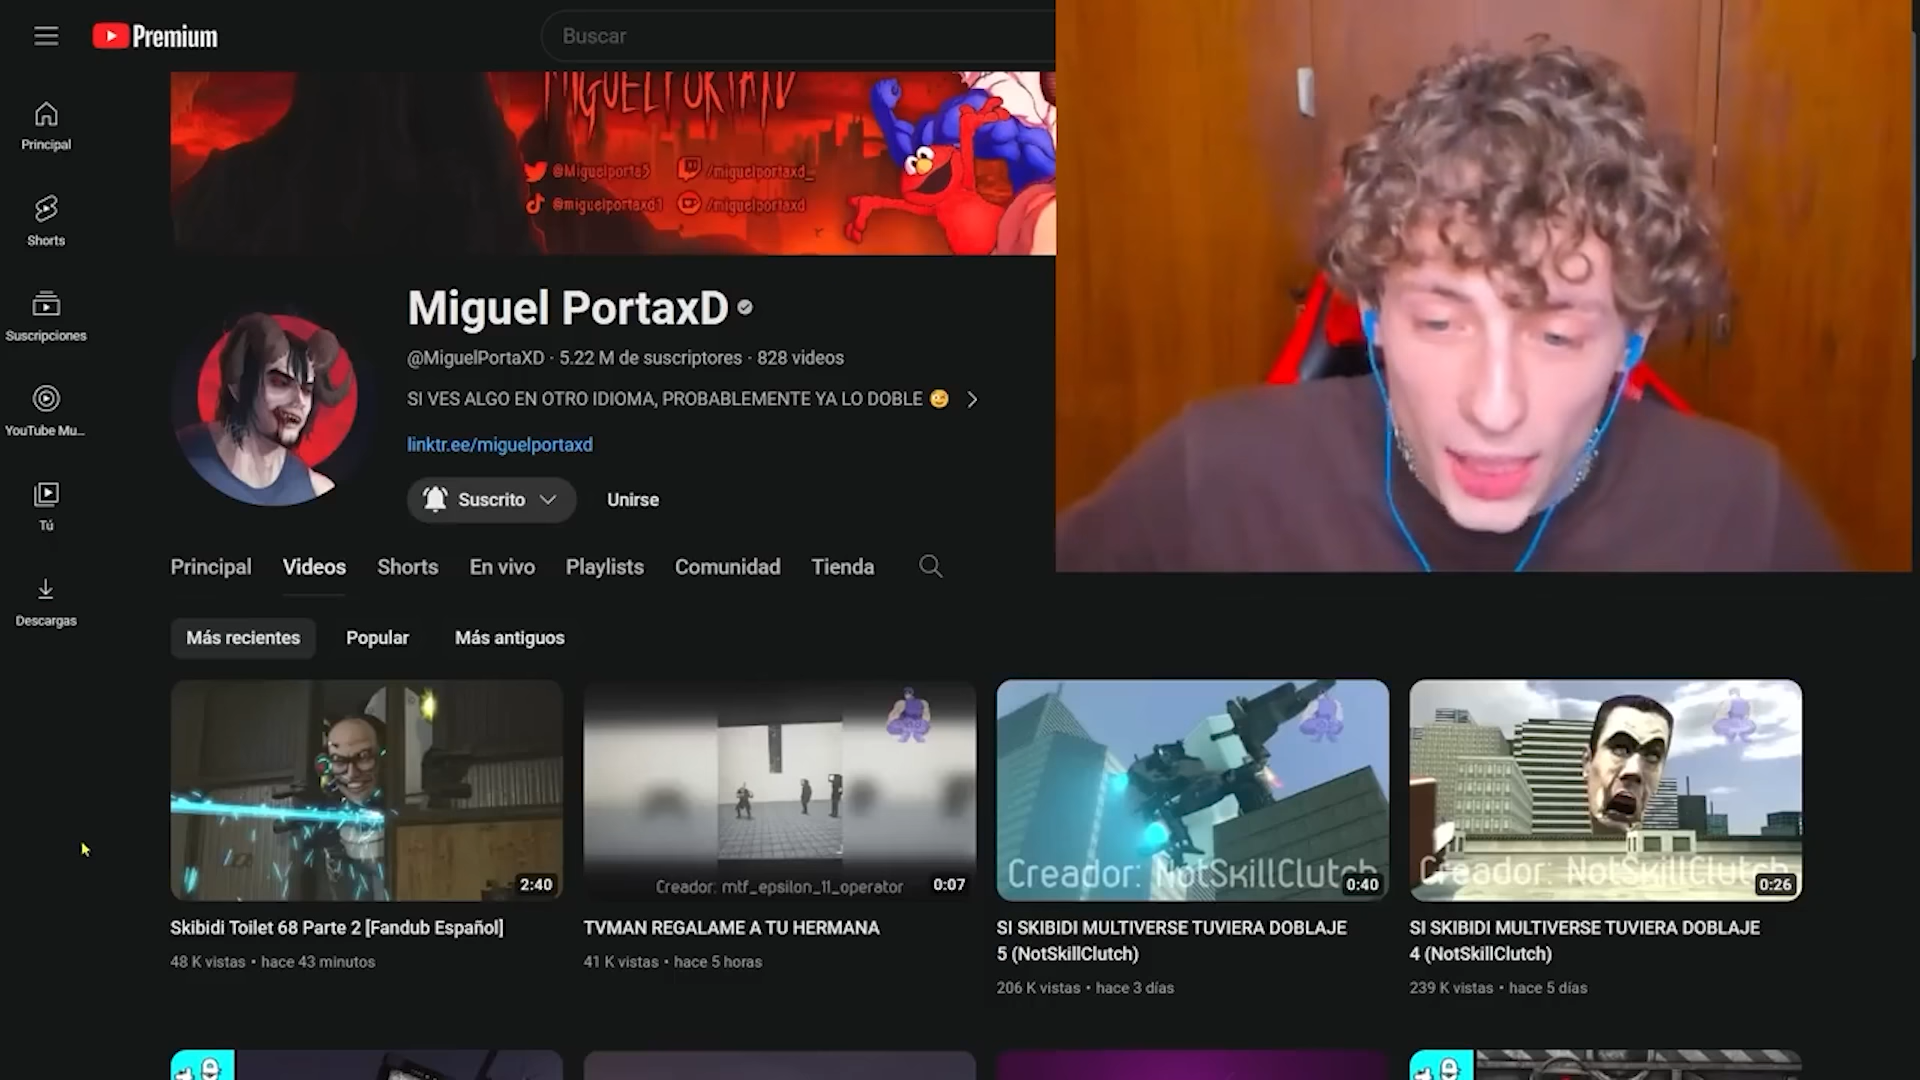 Premium
Buscar
Principal
Shorts
Suscripciones
YouTube Mu...
Tú
Descargas
MIGUELPORTAXD
@Miguelporta5
/miguelportaxd_
@miguelportaxd1
/miguelportaxd
Miguel PortaxD
@MiguelPortaXD · 5.22 M de suscriptores · 828 videos
SI VES ALGO EN OTRO IDIOMA, PROBABLEMENTE YA LO DOBLE 😉
linktr.ee/miguelportaxd
Suscrito
Unirse
Principal Videos Shorts En vivo Playlists Comunidad Tienda
Más recientes Popular Más antiguos
2:40
Creador: mtf_epsilon_11_operator
0:07
Creador: NotSkillClutch
0:40
Creador: NotSkillClutch
0:26
Skibidi Toilet 68 Parte 2 [Fandub Español]
48 K vistas • hace 43 minutos
TVMAN REGALAME A TU HERMANA
41 K vistas • hace 5 horas
SI SKIBIDI MULTIVERSE TUVIERA DOBLAJE
5 (NotSkillClutch)
206 K vistas • hace 3 días
SI SKIBIDI MULTIVERSE TUVIERA DOBLAJE
4 (NotSkillClutch)
239 K vistas • hace 5 días